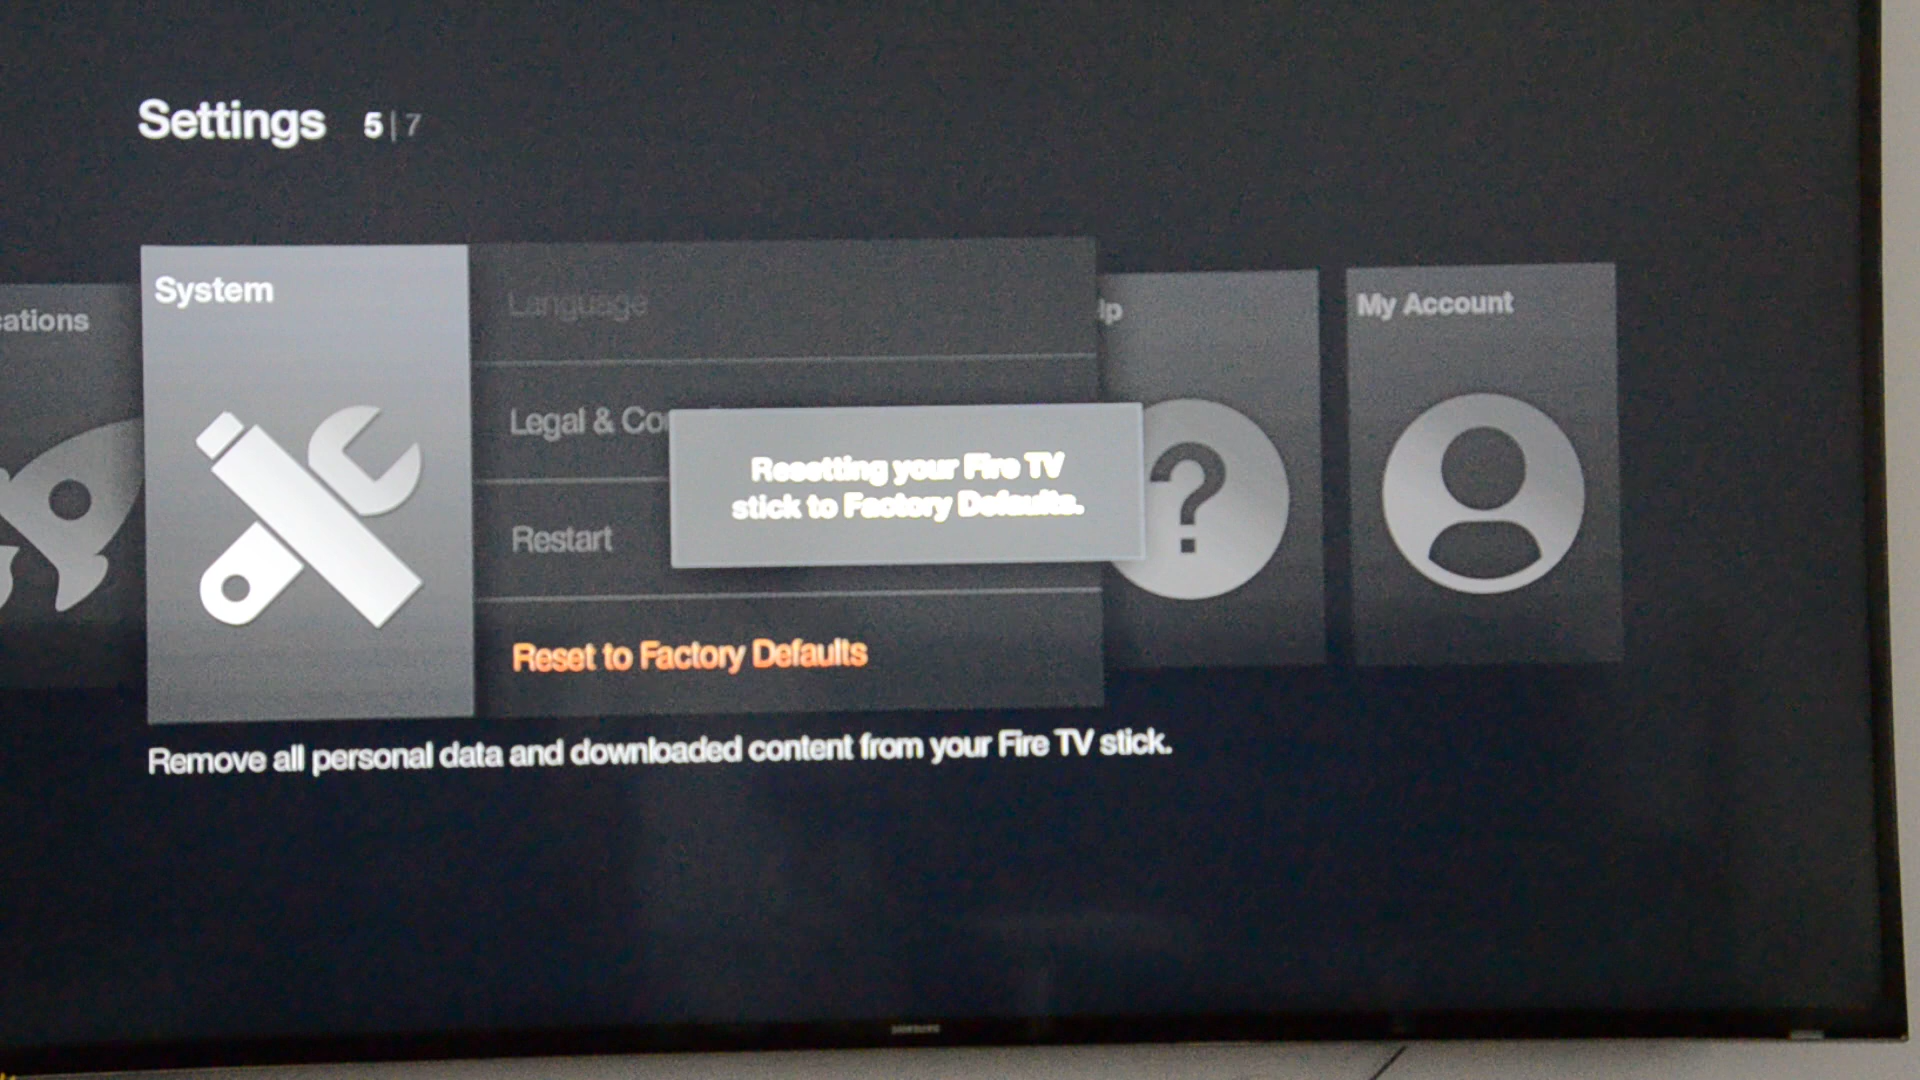 Settings 5|7
cations
System
Language
Legal & Co
Restart
Reset to Factory Defaults
Resetting your Fire TV
stick to Factory Defaults.
lp
My Account
Remove all personal data and downloaded content from your Fire TV stick.
SAMSUNG